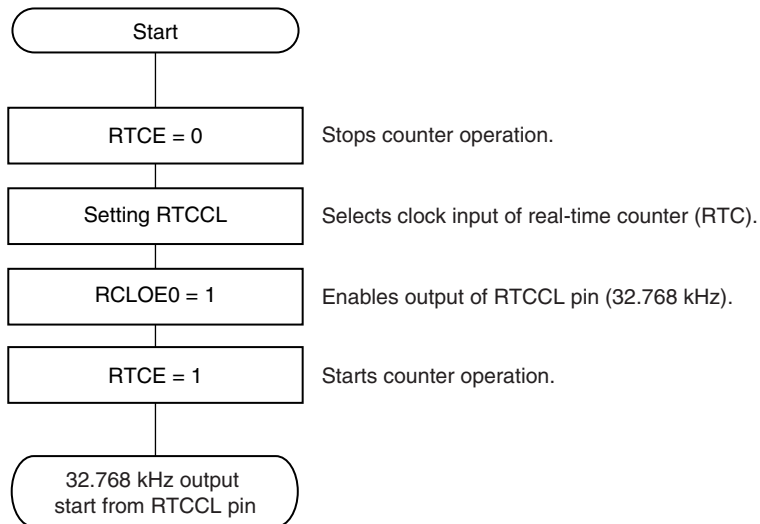 Start
RTCE = 0
Stops counter operation.
Setting RTCCL
Selects clock input of real-time counter (RTC).
RCLOE0 = 1
Enables output of RTCCL pin (32.768 kHz).
RTCE = 1
Starts counter operation.
32.768 kHz output
start from RTCCL pin